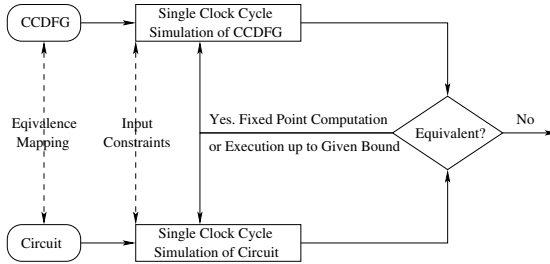 CCDFG
Single Clock Cycle
Simulation of CCDFG
Eqivalence
Mapping
Input
Constraints
Yes. Fixed Point Computation
or Execution up to Given Bound
Equivalent?
No
Circuit
Single Clock Cycle
Simulation of Circuit